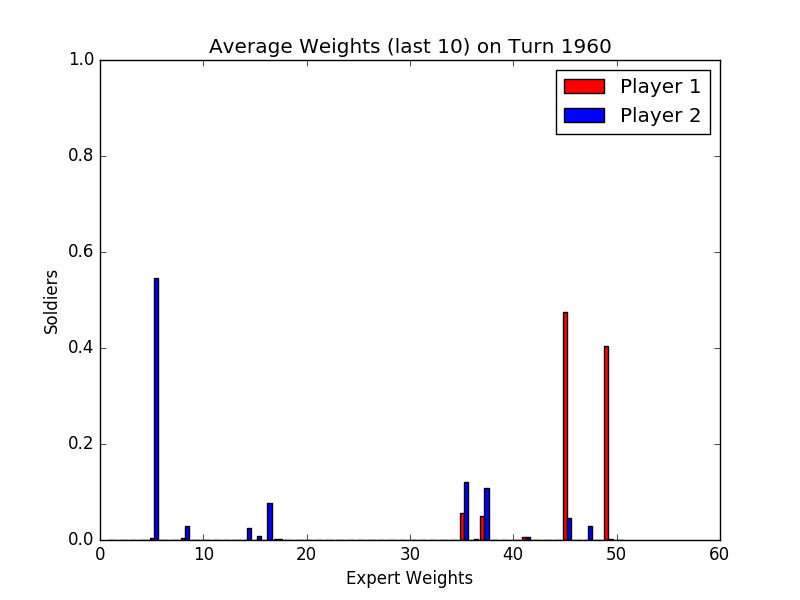 Average Weights (last 10) on Turn 1960
1.0
Player 1
Player 2
0.8
0.6
Soldiers
0.4
0.2
0.0
0 10 20 30 40 50 60
Expert Weights